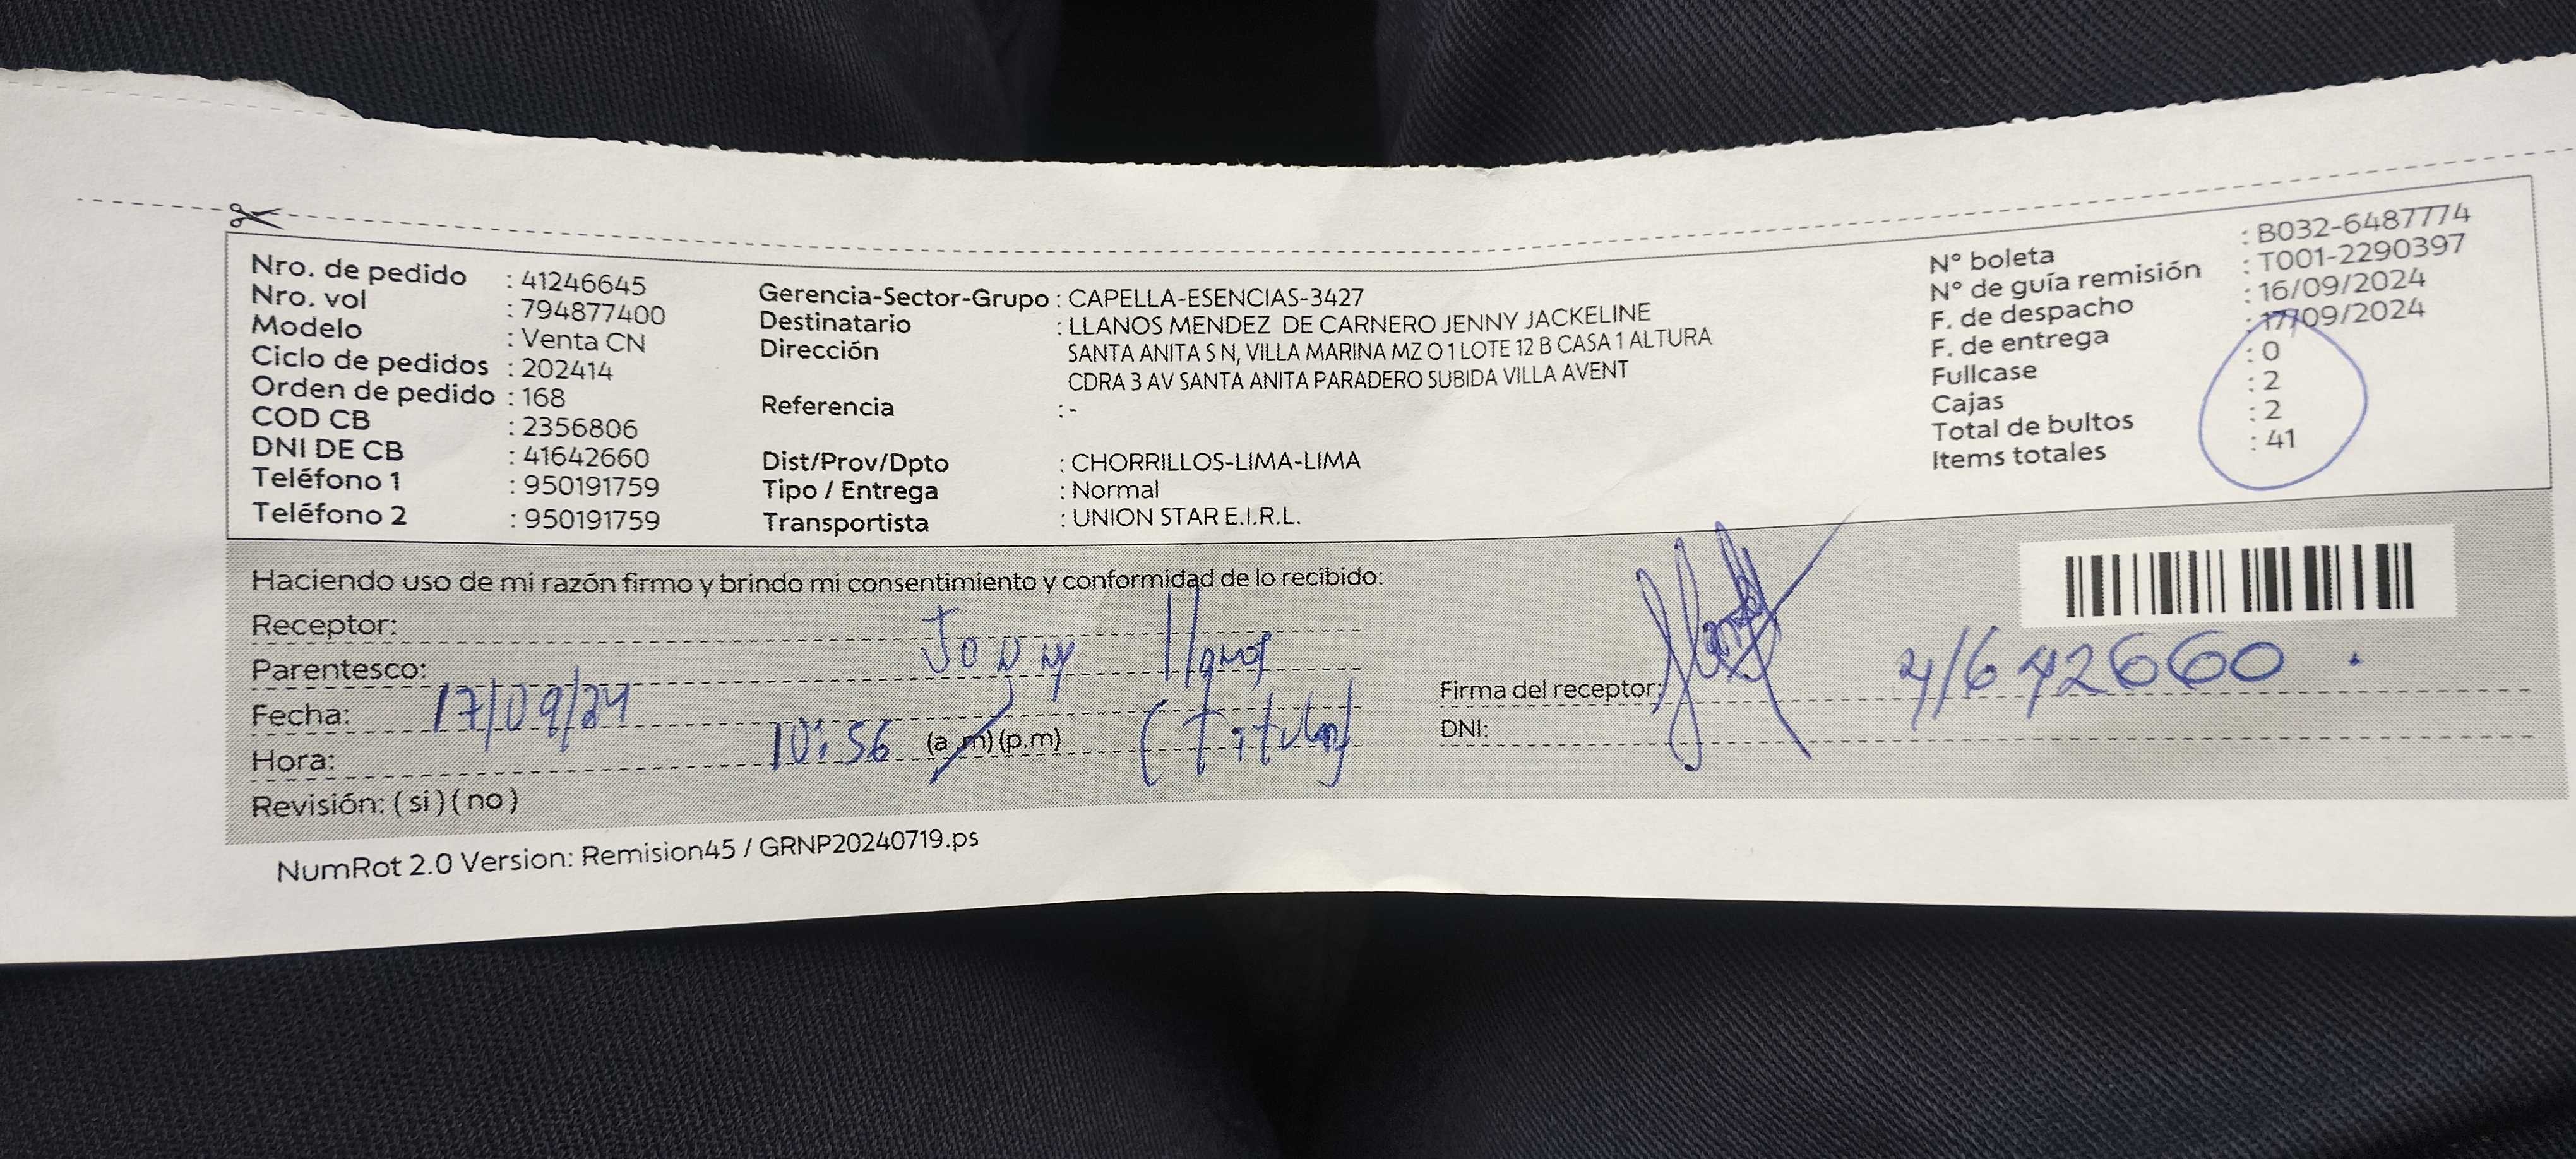 Nro. de pedido : 41246645
Nro. vol : 794877400
Modelo : Venta CN
Ciclo de pedidos : 202414
Orden de pedido : 168
COD CB : 2356806
DNI DE CB : 41642660
Teléfono 1 : 950191759
Teléfono 2 : 950191759
Gerencia-Sector-Grupo : CAPELLA-ESENCIAS-3427
Destinatario : LLANOS MENDEZ DE CARNERO JENNY JACKELINE
Dirección SANTA ANITA S N, VILLA MARINA MZ O 1 LOTE 12 B CASA 1 ALTURA
CDRA 3 AV SANTA ANITA PARADERO SUBIDA VILLA AVENT
Referencia : -
Dist/Prov/Dpto : CHORRILLOS-LIMA-LIMA
Tipo / Entrega : Normal
Transportista : UNION STAR E.I.R.L.
N° boleta : B032-6487774
N° de guía remisión : T001-2290397
F. de despacho : 16/09/2024
F. de entrega : 17/09/2024
Fullcase : 0
Cajas : 2
Total de bultos : 2
Items totales : 41
Haciendo uso de mi razón firmo y brindo mi consentimiento y conformidad de lo recibido:
Receptor:
Parentesco: Jenny Llanos
Fecha: 17/09/24
Hora: 10:56 (a.m) (p.m) (Titular)
Revisión: ( si ) ( no )
Firma del receptor:
DNI: 41642660.
NumRot 2.0 Version: Remision45 / GRNP20240719.ps